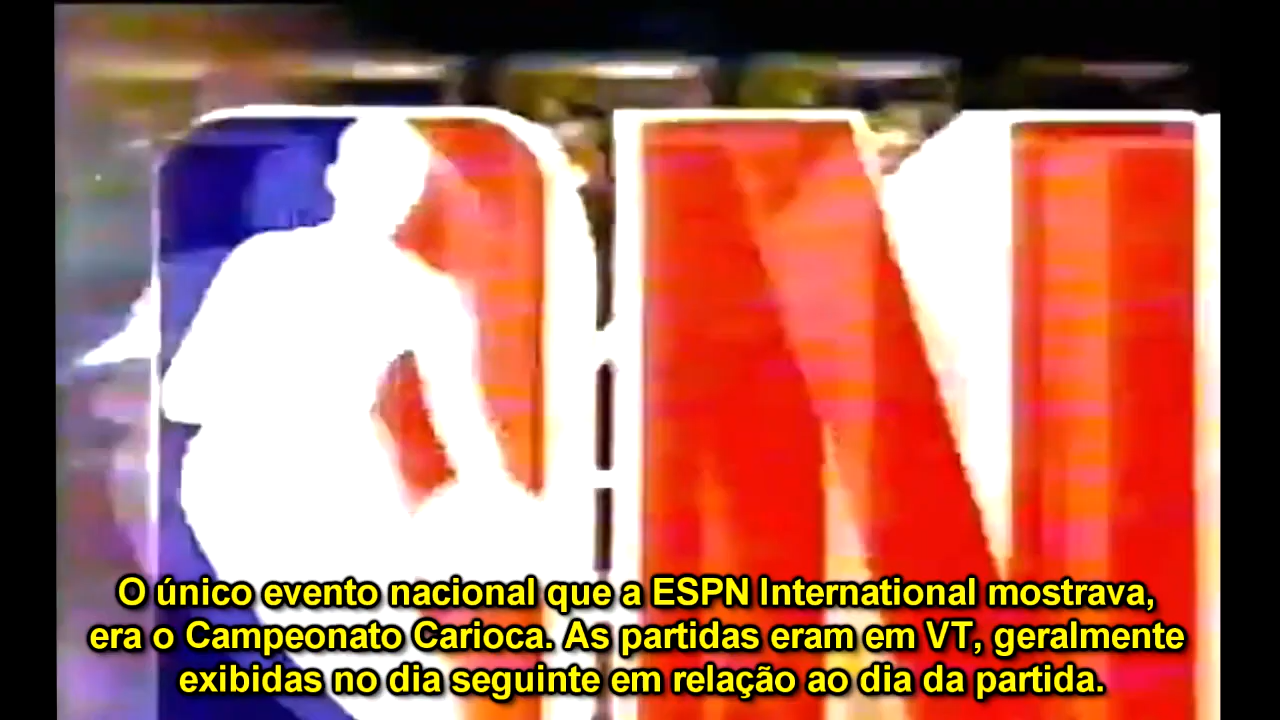 O único evento nacional que a ESPN International mostrava,
era o Campeonato Carioca. As partidas eram em VT, geralmente
exibidas no dia seguinte em relação ao dia da partida.